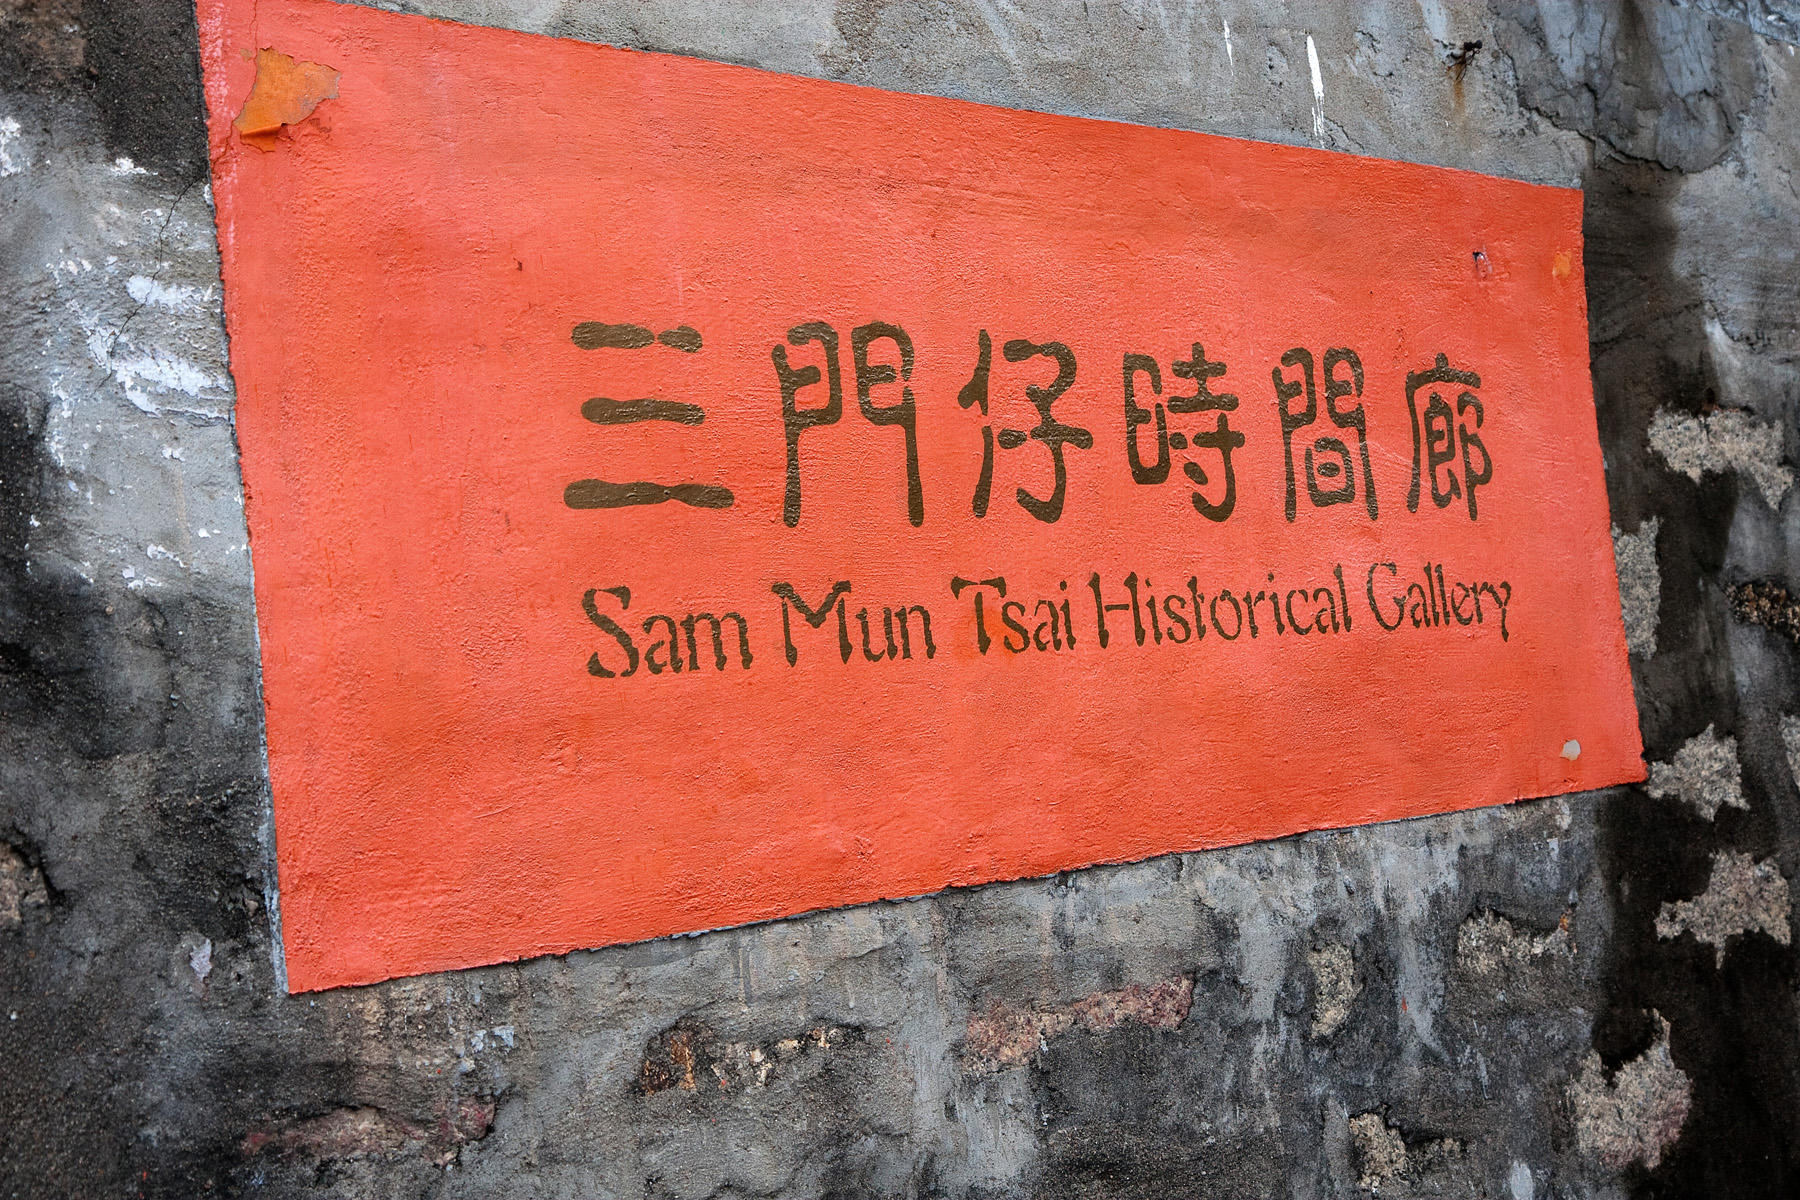 三門仔時間廊
Sam Mun Tsai Historical Gallery